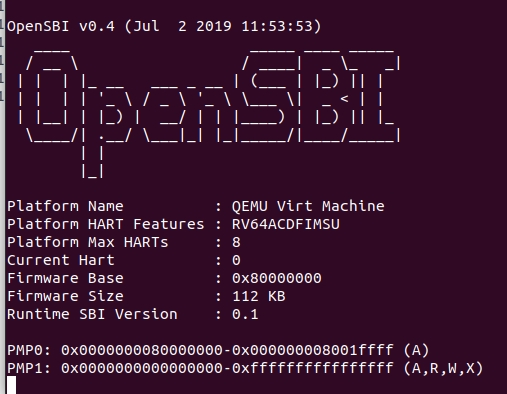 OpenSBI v0.4 (Jul  2 2019 11:53:53)
OpenSBI
Platform Name          : QEMU Virt Machine
Platform HART Features : RV64ACDFIMSU
Platform Max HARTs     : 8
Current Hart           : 0
Firmware Base          : 0x80000000
Firmware Size          : 112 KB
Runtime SBI Version    : 0.1
PMP0: 0x0000000080000000-0x000000008001ffff (A)
PMP1: 0x0000000000000000-0xffffffffffffffff (A,R,W,X)